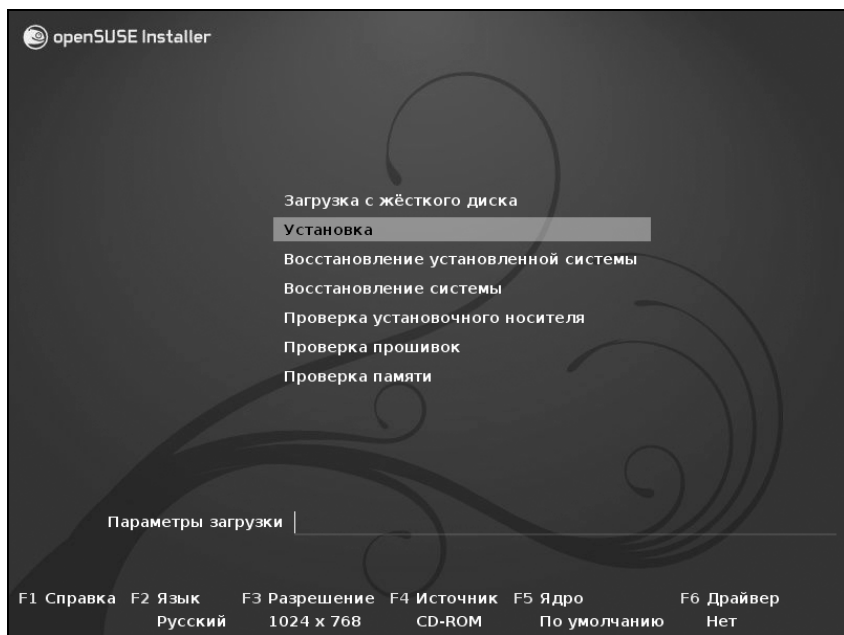 openSUSE Installer
Загрузка с жёсткого диска
Установка
Восстановление установленной системы
Восстановление системы
Проверка установочного носителя
Проверка прошивок
Проверка памяти
Параметры загрузки
F1 Справка F2 Язык F3 Разрешение F4 Источник F5 Ядро F6 Драйвер
Русский 1024 x 768 CD-ROM По умолчанию Нет